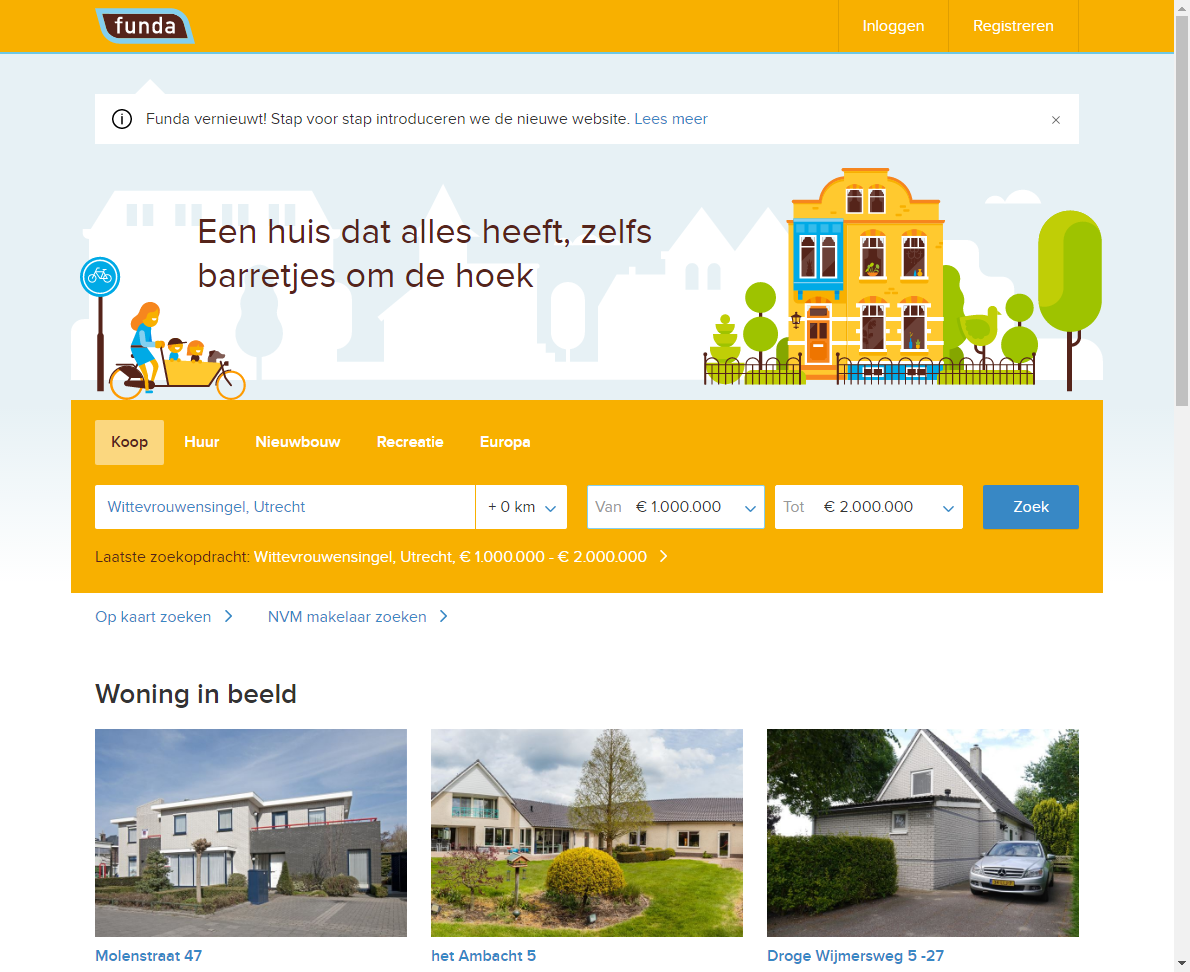 funda
Inloggen
Registreren
Funda vernieuwt! Stap voor stap introduceren we de nieuwe website. Lees meer
Een huis dat alles heeft, zelfs
barretjes om de hoek
Koop
Huur
Nieuwbouw
Recreatie
Europa
Wittevrouwensingel, Utrecht
+ 0 km
Van € 1.000.000
Tot € 2.000.000
Zoek
Laatste zoekopdracht: Wittevrouwensingel, Utrecht, € 1.000.000 - € 2.000.000
Op kaart zoeken
NVM makelaar zoeken
Woning in beeld
Molenstraat 47
het Ambacht 5
Droge Wijmersweg 5 -27